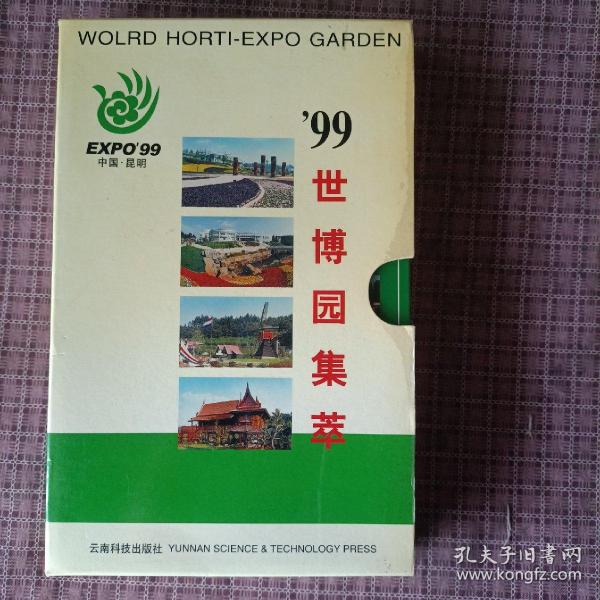 WOLRD HORTI-EXPO GARDEN
EXPO'99
中国·昆明
'99
世博园集萃
云南科技出版社 YUNNAN SCIENCE & TECHNOLOGY PRESS
孔夫子旧书网
www.kongfz.com